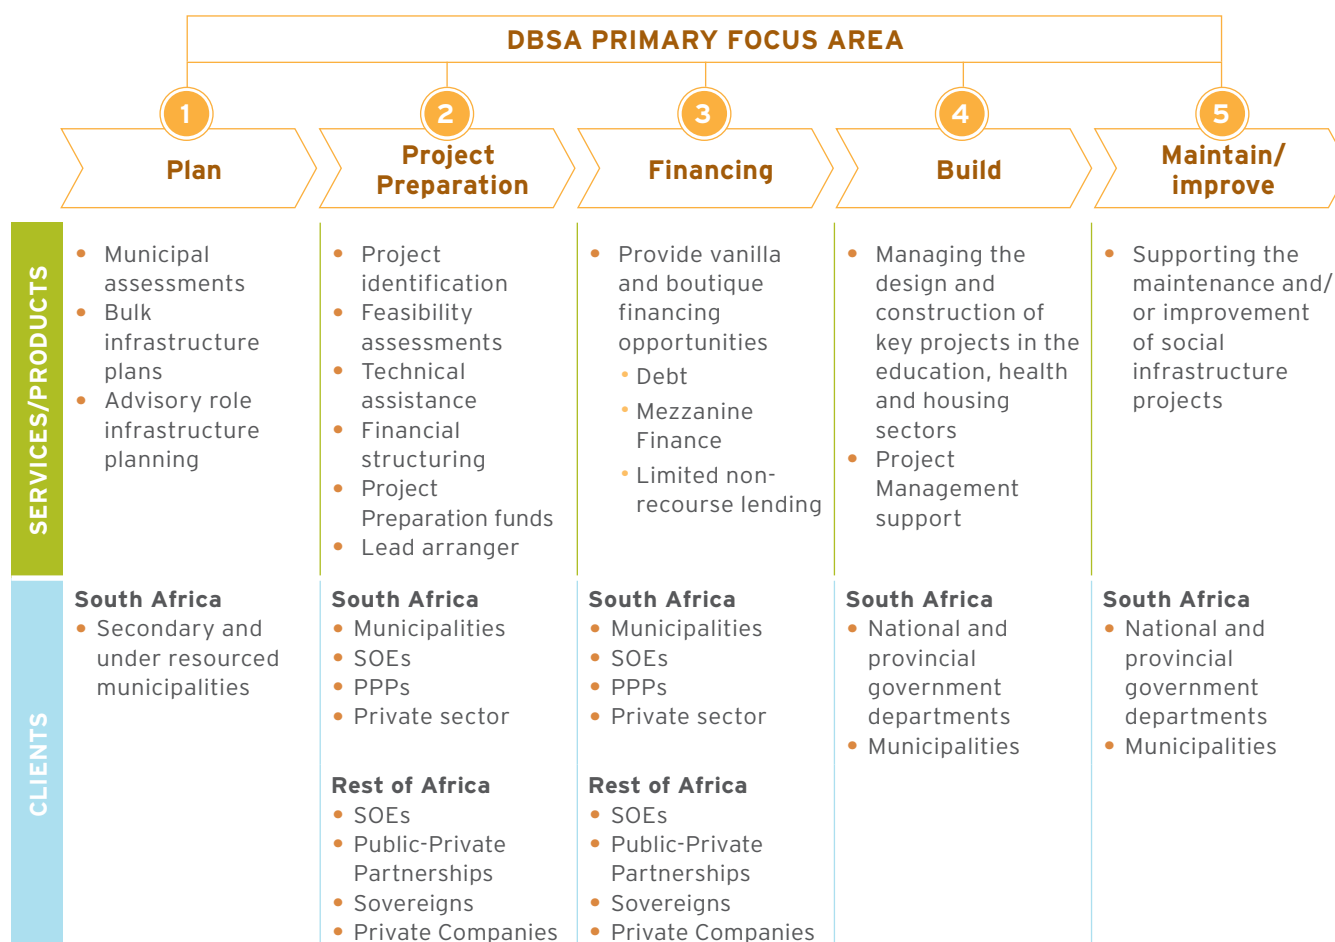 DBSA PRIMARY FOCUS AREA
1
Plan
2
Project
Preparation
3
Financing
4
Build
5
Maintain/
improve
SERVICES/PRODUCTS
• Municipal
assessments
• Bulk
infrastructure
plans
• Advisory role
infrastructure
planning
• Project
identification
• Feasibility
assessments
• Technical
assistance
• Financial
structuring
• Project
Preparation funds
• Lead arranger
• Provide vanilla
and boutique
financing
opportunities
• Debt
• Mezzanine
Finance
• Limited non-
recourse lending
• Managing the
design and
construction of
key projects in the
education, health
and housing
sectors
• Project
Management
support
• Supporting the
maintenance and/
or improvement
of social
infrastructure
projects
CLIENTS
South Africa
• Secondary and
under resourced
municipalities
South Africa
• Municipalities
• SOEs
• PPPs
• Private sector
Rest of Africa
• SOEs
• Public-Private
Partnerships
• Sovereigns
• Private Companies
South Africa
• Municipalities
• SOEs
• PPPs
• Private sector
Rest of Africa
• SOEs
• Public-Private
Partnerships
• Sovereigns
• Private Companies
South Africa
• National and
provincial
government
departments
• Municipalities
South Africa
• National and
provincial
government
departments
• Municipalities